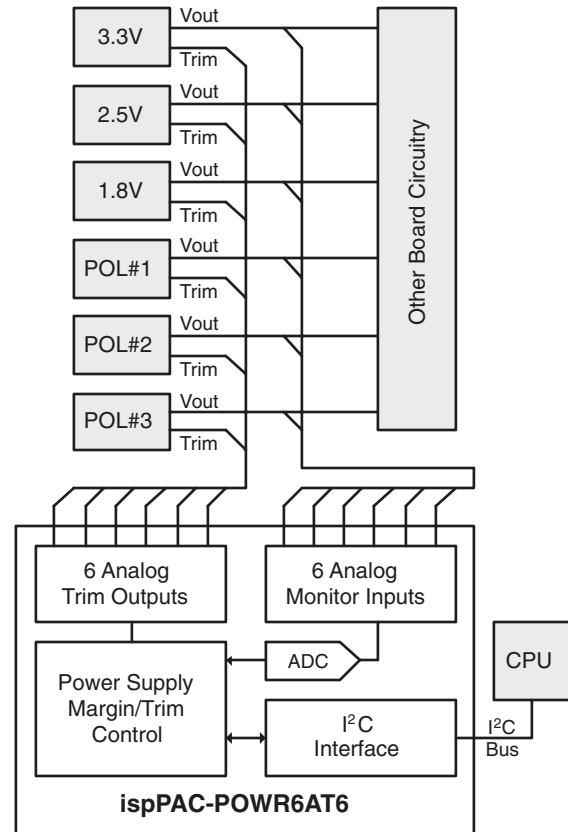 3.3V
Vout
Trim
2.5V
Vout
Trim
1.8V
Vout
Trim
POL#1
Vout
Trim
POL#2
Vout
Trim
POL#3
Vout
Trim
Other Board Circuitry
6 Analog
Trim Outputs
6 Analog
Monitor Inputs
ADC
CPU
Power Supply
Margin/Trim
Control
I²C
Interface
I²C
Bus
ispPAC-POWR6AT6